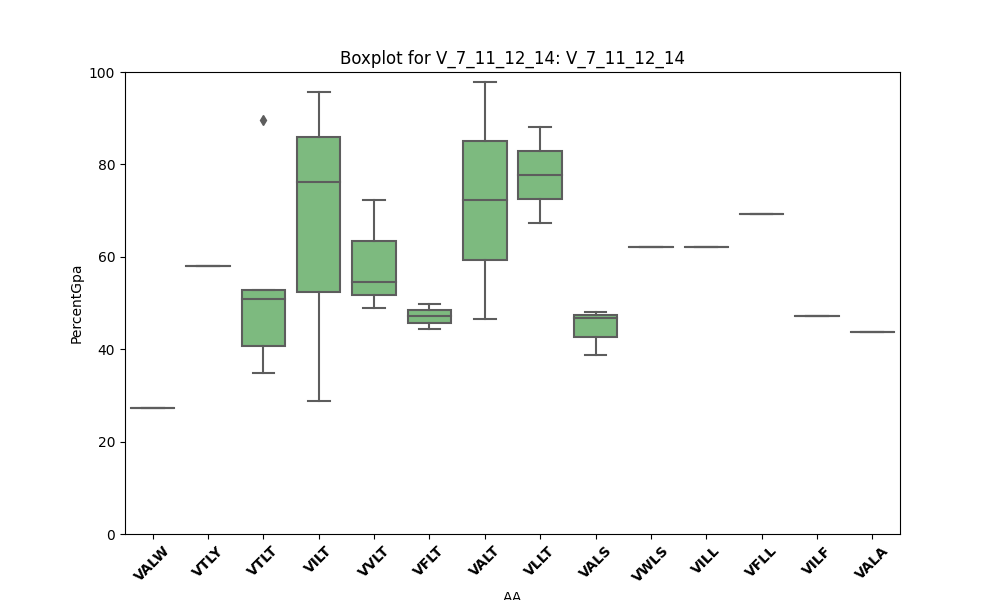 Boxplot for V_7_11_12_14: V_7_11_12_14
100
80
60
40
20
0
PercentGpa
VALW VTLY VTLT VILT VVLT VFLT VALT VLLT VALS VWLS VILL VFLL VILF VALA
AA